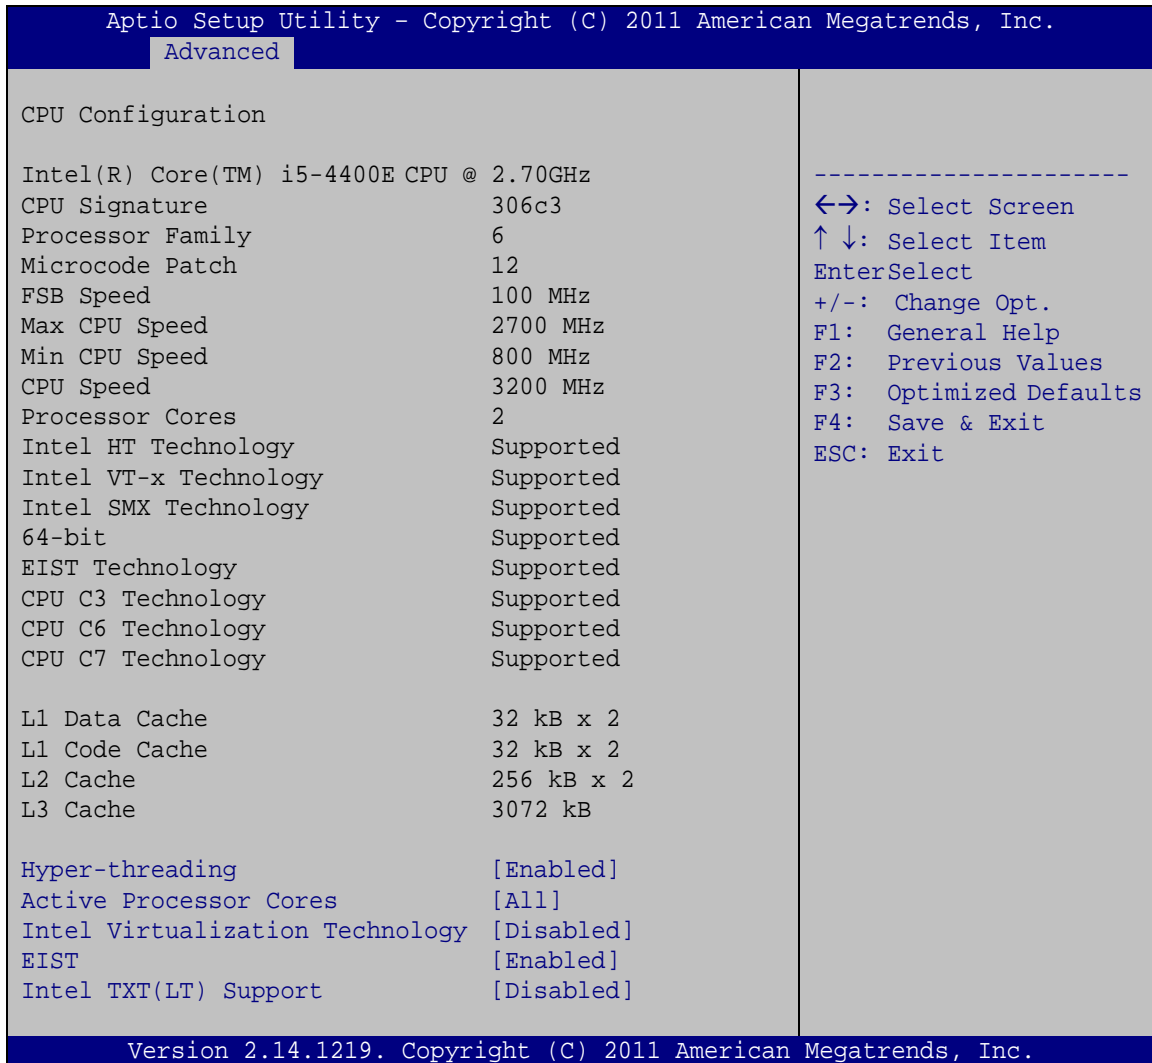 Aptio Setup Utility – Copyright (C) 2011 American Megatrends, Inc.
Advanced
CPU Configuration
Intel(R) Core(TM) i5-4400E CPU @ 2.70GHz
CPU Signature 306c3
Processor Family 6
Microcode Patch 12
FSB Speed 100 MHz
Max CPU Speed 2700 MHz
Min CPU Speed 800 MHz
CPU Speed 3200 MHz
Processor Cores 2
Intel HT Technology Supported
Intel VT-x Technology Supported
Intel SMX Technology Supported
64-bit Supported
EIST Technology Supported
CPU C3 Technology Supported
CPU C6 Technology Supported
CPU C7 Technology Supported
L1 Data Cache 32 kB x 2
L1 Code Cache 32 kB x 2
L2 Cache 256 kB x 2
L3 Cache 3072 kB
Hyper-threading [Enabled]
Active Processor Cores [All]
Intel Virtualization Technology [Disabled]
EIST [Enabled]
Intel TXT(LT) Support [Disabled]
----------------------
←→: Select Screen
↑ ↓: Select Item
EnterSelect
+/-: Change Opt.
F1: General Help
F2: Previous Values
F3: Optimized Defaults
F4: Save & Exit
ESC: Exit
Version 2.14.1219. Copyright (C) 2011 American Megatrends, Inc.